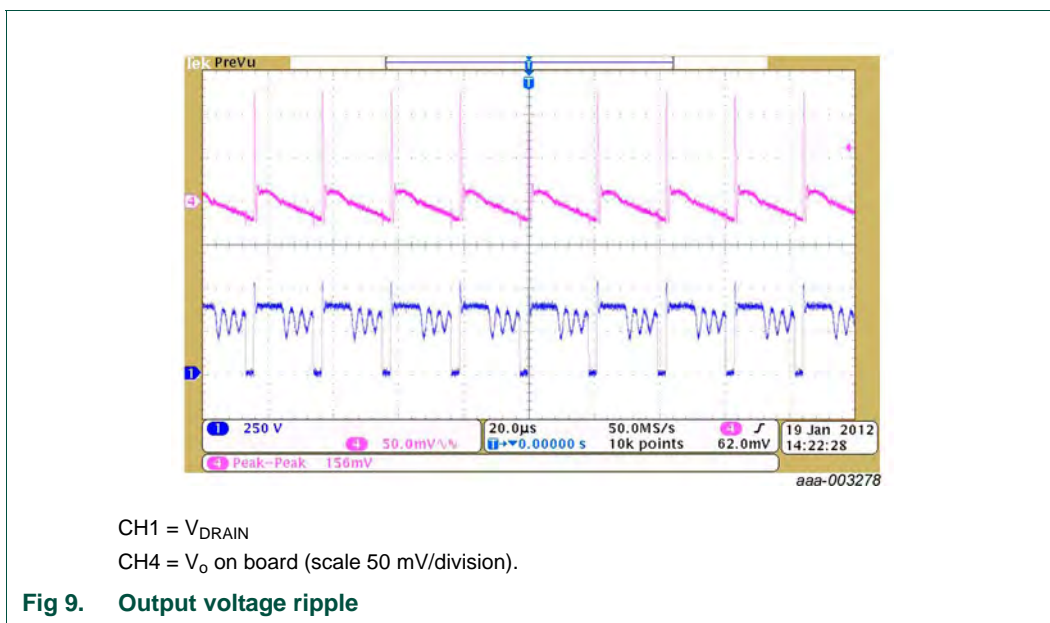 Tek PreVu
T
T
4
1
1 250 V
4 50.0mV∿
20.0µs 50.0MS/s 4 ∫
T→▼0.00000 s 10k points 62.0mV
19 Jan 2012
14:22:28
4 Peak-Peak 156mV
aaa-003278
CH1 = VDRAIN
CH4 = Vo on board (scale 50 mV/division).
Fig 9. Output voltage ripple